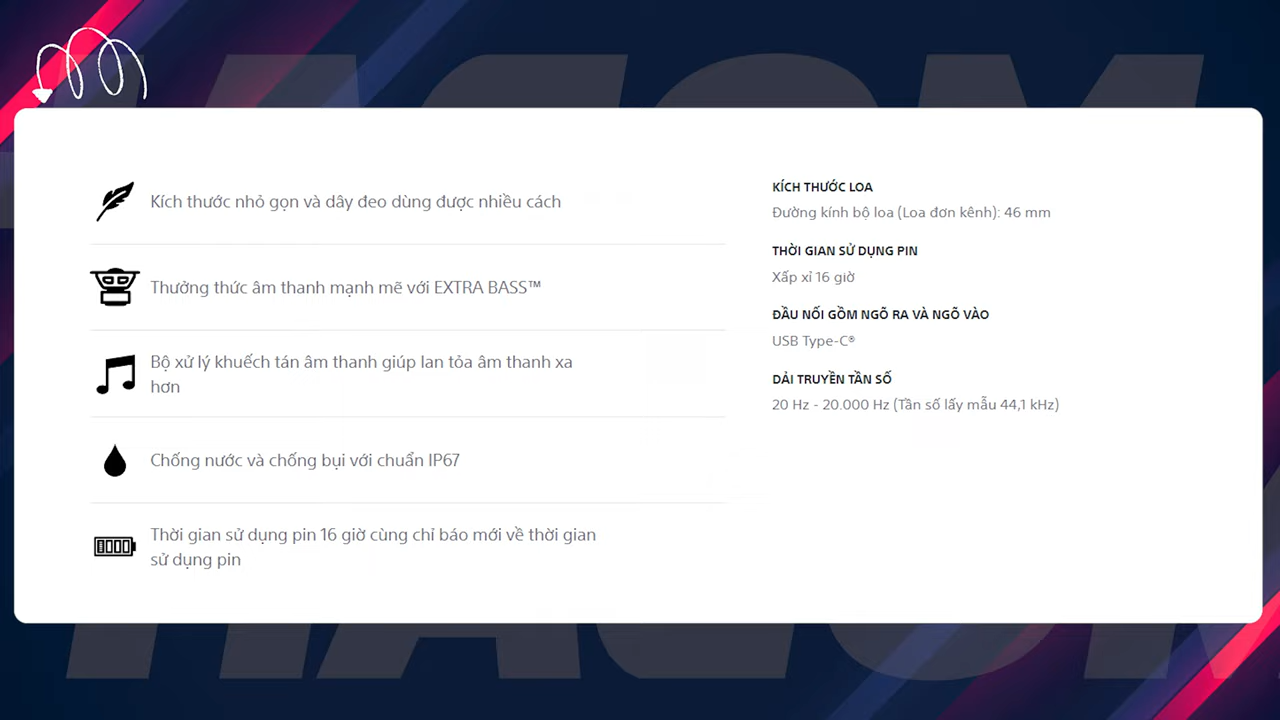 HACOM
Kích thước nhỏ gọn và dây đeo dùng được nhiều cách
Thưởng thức âm thanh mạnh mẽ với EXTRA BASS™
Bộ xử lý khuếch tán âm thanh giúp lan tỏa âm thanh xa
hơn
Chống nước và chống bụi với chuẩn IP67
Thời gian sử dụng pin 16 giờ cùng chỉ báo mới về thời gian
sử dụng pin
KÍCH THƯỚC LOA
Đường kính bộ loa (Loa đơn kênh): 46 mm
THỜI GIAN SỬ DỤNG PIN
Xấp xỉ 16 giờ
ĐẦU NỐI GỒM NGÕ RA VÀ NGÕ VÀO
USB Type-C®
DẢI TRUYỀN TẦN SỐ
20 Hz - 20.000 Hz (Tần số lấy mẫu 44,1 kHz)